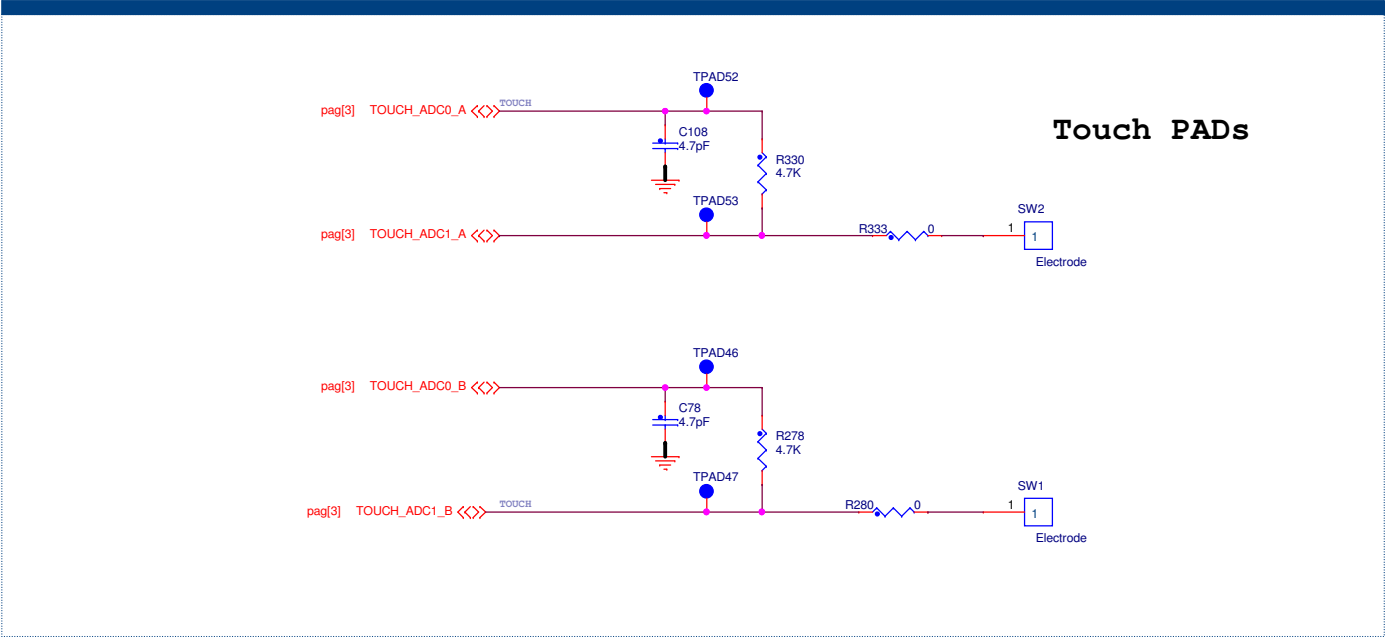 TPAD52
pag[3] TOUCH_ADC0_A TOUCH
C108
4.7pF
Touch PADs
R330
4.7K
TPAD53
SW2
pag[3] TOUCH_ADC1_A
R333 0
1
1
Electrode
TPAD46
pag[3] TOUCH_ADC0_B
C78
4.7pF
R278
4.7K
TPAD47
SW1
pag[3] TOUCH_ADC1_B TOUCH
R280 0
1
1
Electrode